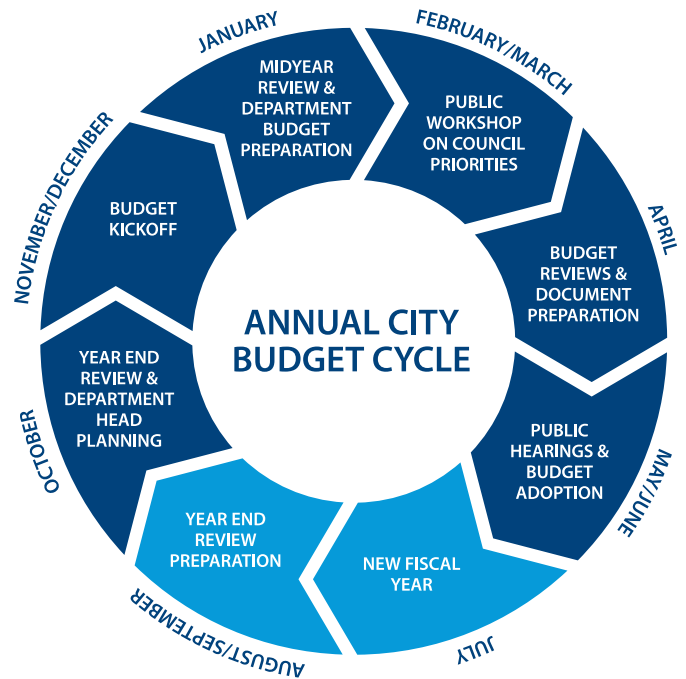 JANUARY
MIDYEAR
REVIEW &
DEPARTMENT
BUDGET
PREPARATION
FEBRUARY/MARCH
PUBLIC
WORKSHOP
ON COUNCIL
PRIORITIES
APRIL
BUDGET
REVIEWS &
DOCUMENT
PREPARATION
MAY/JUNE
PUBLIC
HEARINGS &
BUDGET
ADOPTION
JULY
NEW FISCAL
YEAR
AUGUST/SEPTEMBER
YEAR END
REVIEW
PREPARATION
OCTOBER
YEAR END
REVIEW &
DEPARTMENT
HEAD
PLANNING
NOVEMBER/DECEMBER
BUDGET
KICKOFF
ANNUAL CITY
BUDGET CYCLE